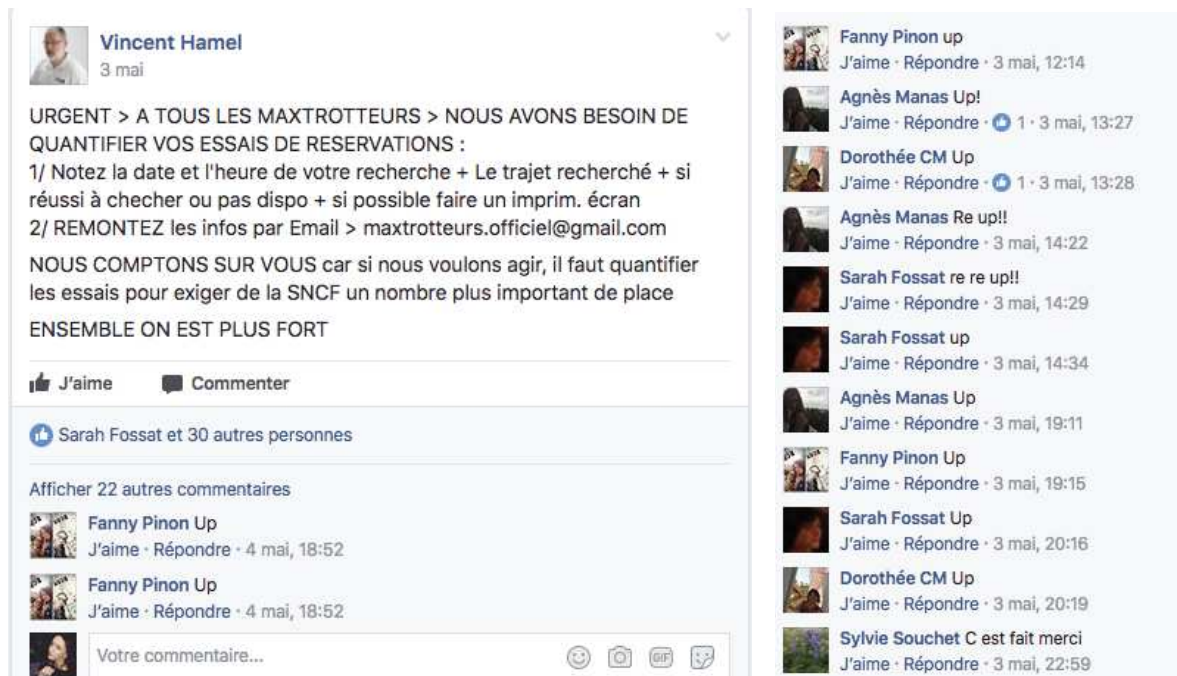 Vincent Hamel
3 mai
URGENT > A TOUS LES MAXTROTTEURS > NOUS AVONS BESOIN DE
QUANTIFIER VOS ESSAIS DE RESERVATIONS :
1/ Notez la date et l'heure de votre recherche + Le trajet recherché + si
réussi à checher ou pas dispo + si possible faire un imprim. écran
2/ REMONTEZ les infos par Email > maxtrotteurs.officiel@gmail.com
NOUS COMPTONS SUR VOUS car si nous voulons agir, il faut quantifier
les essais pour exiger de la SNCF un nombre plus important de place
ENSEMBLE ON EST PLUS FORT
J'aime Commenter
Sarah Fossat et 30 autres personnes
Afficher 22 autres commentaires
Fanny Pinon Up
J'aime · Répondre · 4 mai, 18:52
Fanny Pinon Up
J'aime · Répondre · 4 mai, 18:52
Votre commentaire...
GIF
Fanny Pinon up
J'aime · Répondre · 3 mai, 12:14
Agnès Manas Up!
J'aime · Répondre · 1 · 3 mai, 13:27
Dorothée CM Up
J'aime · Répondre · 1 · 3 mai, 13:28
Agnès Manas Re up!!
J'aime · Répondre · 3 mai, 14:22
Sarah Fossat re re up!!
J'aime · Répondre · 3 mai, 14:29
Sarah Fossat up
J'aime · Répondre · 3 mai, 14:34
Agnès Manas Up
J'aime · Répondre · 3 mai, 19:11
Fanny Pinon Up
J'aime · Répondre · 3 mai, 19:15
Sarah Fossat Up
J'aime · Répondre · 3 mai, 20:16
Dorothée CM Up
J'aime · Répondre · 3 mai, 20:19
Sylvie Souchet C est fait merci
J'aime · Répondre · 3 mai, 22:59